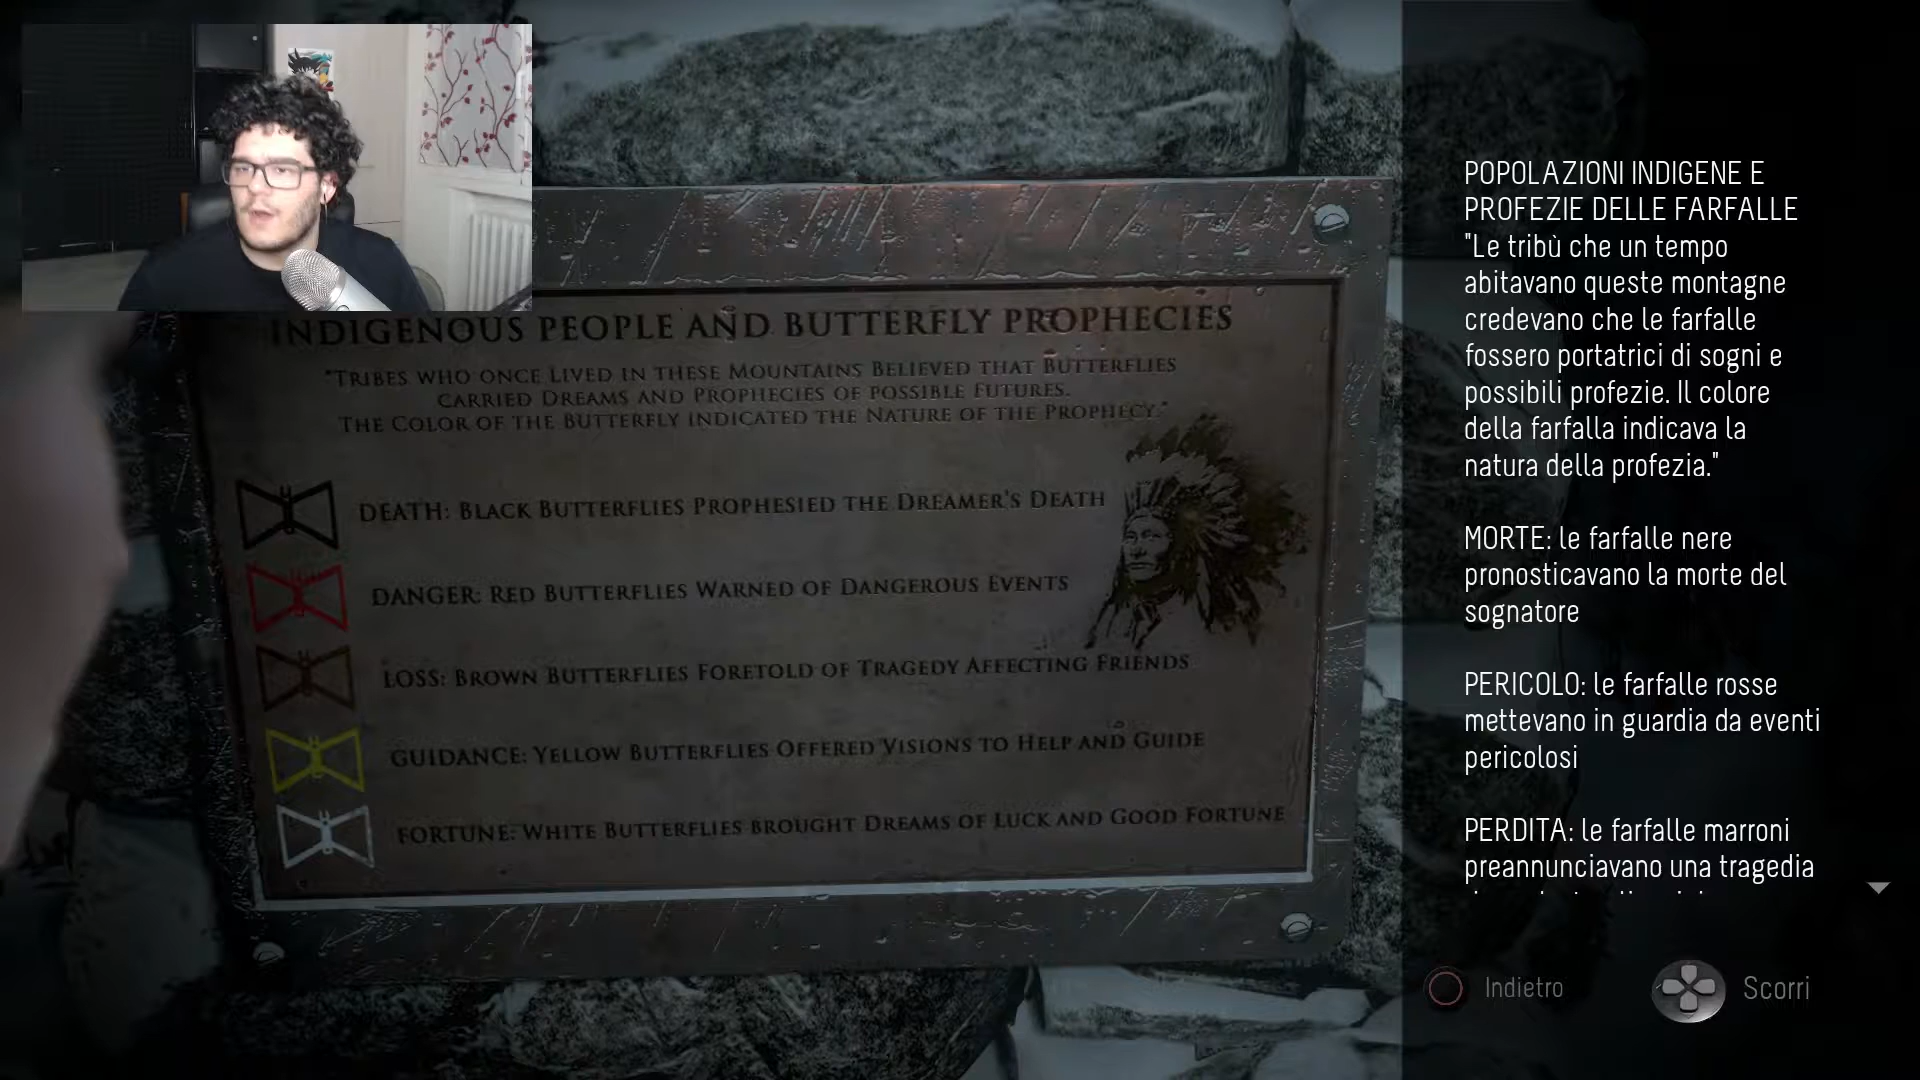 INDIGENOUS PEOPLE AND BUTTERFLY PROPHECIES
"TRIBES WHO ONCE LIVED IN THESE MOUNTAINS BELIEVED THAT BUTTERFLIES
CARRIED DREAMS AND PROPHECIES OF POSSIBLE FUTURES.
THE COLOR OF THE BUTTERFLY INDICATED THE NATURE OF THE PROPHECY."
DEATH: BLACK BUTTERFLIES PROPHESIED THE DREAMER'S DEATH
DANGER: RED BUTTERFLIES WARNED OF DANGEROUS EVENTS
LOSS: BROWN BUTTERFLIES FORETOLD OF TRAGEDY AFFECTING FRIENDS
GUIDANCE: YELLOW BUTTERFLIES OFFERED VISIONS TO HELP AND GUIDE
FORTUNE: WHITE BUTTERFLIES BROUGHT DREAMS OF LUCK AND GOOD FORTUNE
POPOLAZIONI INDIGENE E
PROFEZIE DELLE FARFALLE
"Le tribù che un tempo
abitavano queste montagne
credevano che le farfalle
fossero portatrici di sogni e
possibili profezie. Il colore
della farfalla indicava la
natura della profezia."
MORTE: le farfalle nere
pronosticavano la morte del
sognatore
PERICOLO: le farfalle rosse
mettevano in guardia da eventi
pericolosi
PERDITA: le farfalle marroni
preannunciavano una tragedia
Indietro
Scorri